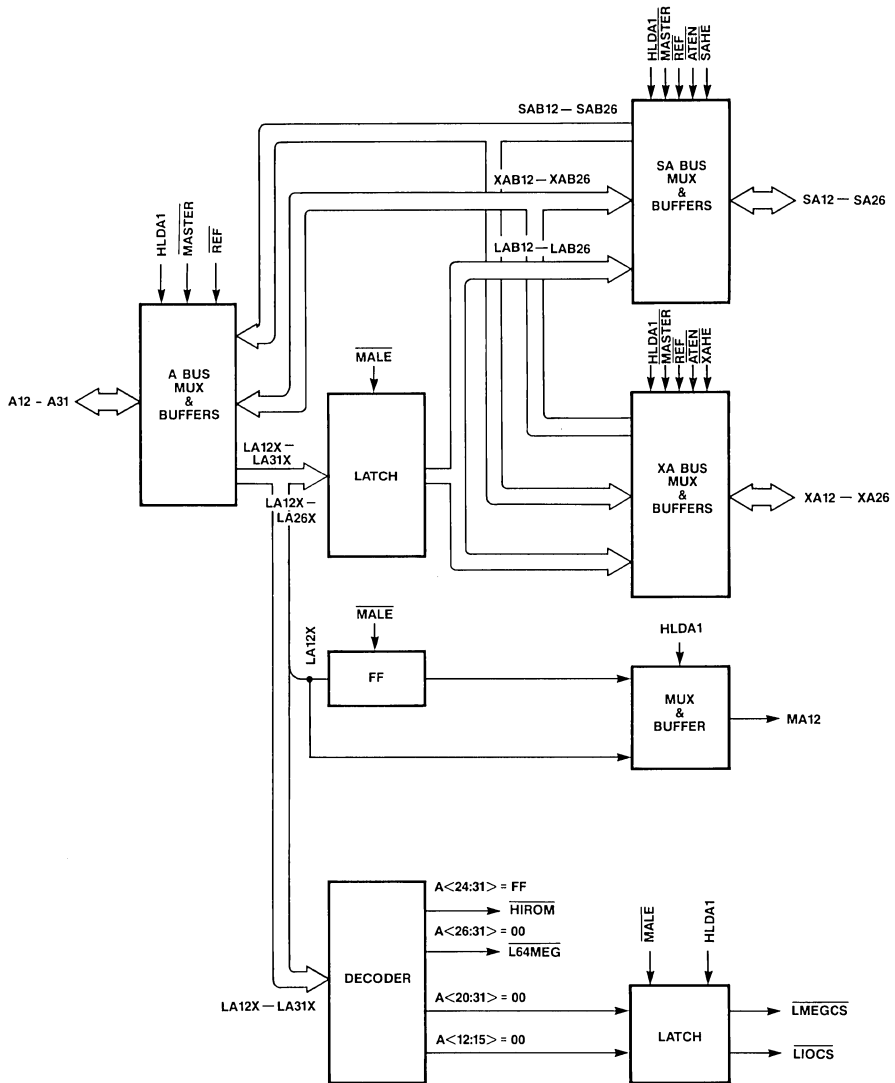 HLDA1
MASTER
REF
ATEN
SAHE
SAB12 — SAB26
SA BUS
MUX
&
BUFFERS
SA12 — SA26
XAB12 — XAB26
LAB12 — LAB26
HLDA1
MASTER
REF
A BUS
MUX
&
BUFFERS
A12 - A31
MALE
LATCH
LA12X —
LA31X
LA12X —
LA26X
HLDA1
MASTER
REF
ATEN
XAHE
XA BUS
MUX
&
BUFFERS
XA12 — XA26
LA12X
MALE
FF
HLDA1
MUX
&
BUFFER
MA12
DECODER
LA12X — LA31X
A<24:31> = FF
HIROM
A<26:31> = 00
L64MEG
A<20:31> = 00
A<12:15> = 00
MALE
HLDA1
LATCH
LMEGCS
LIOCS